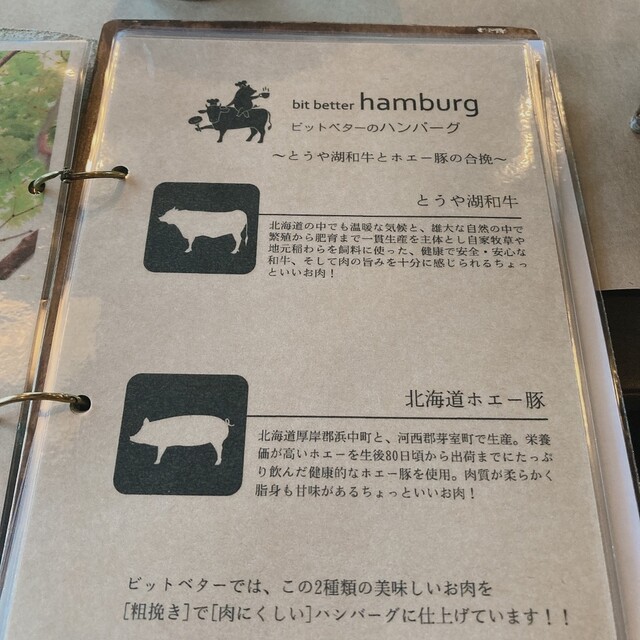 bit better hamburg
ビットベターのハンバーグ
～とうや湖和牛とホエー豚の合挽～
とうや湖和牛
北海道の中でも温暖な気候と、雄大な自然の中で
繁殖から肥育まで一貫生産を主体とし自家牧草や
地元稲わらを飼料に使った、健康で安全・安心な
和牛、そして肉の旨みを十分に感じられるちょっ
といいお肉！
北海道ホエー豚
北海道厚岸郡浜中町と、河西郡芽室町で生産。栄養
価が高いホエーを生後80日頃から出荷までにたっぷ
り飲んだ健康的なホエー豚を使用。肉質が柔らかく
脂身も甘味があるちょっといいお肉！
ビットベターでは、この2種類の美味しいお肉を
[粗挽き]で[肉にくしい]ハンバーグに仕上げています！！